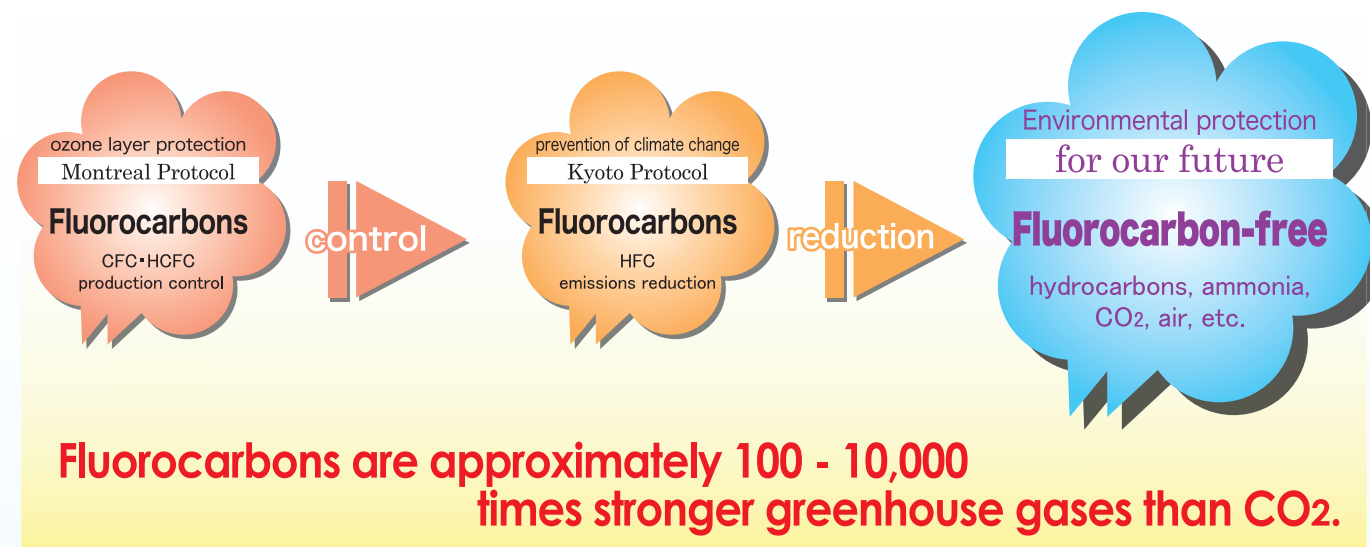 ozone layer protection
Montreal Protocol
Fluorocarbons
CFC・HCFC
production control
control
prevention of climate change
Kyoto Protocol
Fluorocarbons
HFC
emissions reduction
reduction
Environmental protection
for our future
Fluorocarbon-free
hydrocarbons, ammonia,
CO2, air, etc.
Fluorocarbons are approximately 100 - 10,000
times stronger greenhouse gases than CO2.